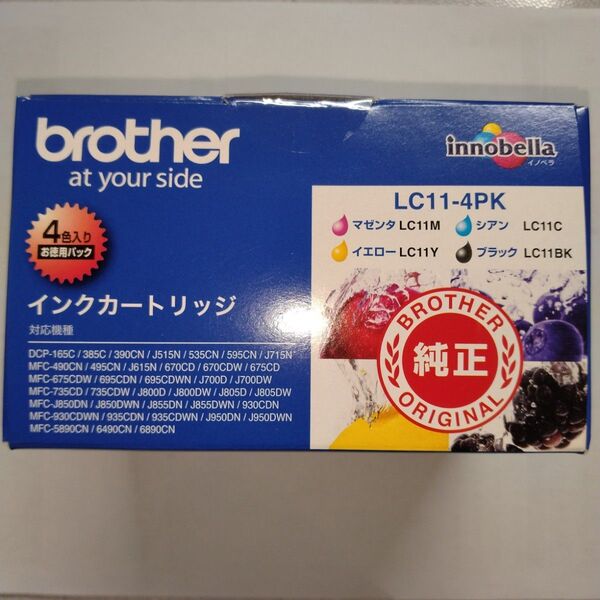 brother
at your side
innobella
イノベラ
LC11-4PK
マゼンタ LC11M
シアン LC11C
イエロー LC11Y
ブラック LC11BK
4色入り
お徳用パック
インクカートリッジ
対応機種
DCP-165C / 385C / 390CN / J515N / 535CN / 595CN / J715N
MFC-490CN / 495CN / J615N / 670CD / 670CDW / 675CD
MFC-675CDW / 695CDN / 695CDWN / J700D / J700DW
MFC-735CD / 735CDW / J800D / J800DW / J805D / J805DW
MFC-J850DN / J850DWN / J855DN / J855DWN / 930CDN
MFC-930CDWN / 935CDN / 935CDWN / J950DN / J950DWN
MFC-5890CN / 6490CN / 6890CN
BROTHER
純正
ORIGINAL